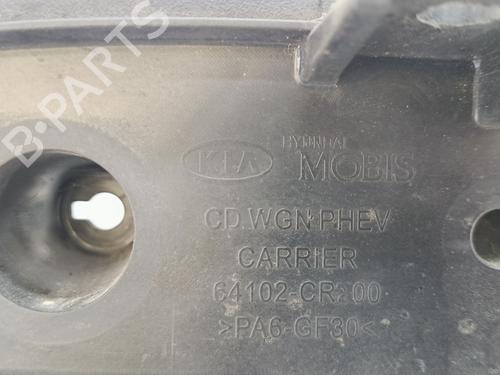 B-PARTS
KIA HYUNDAI MOBIS
CD.WGN PHEV
CARRIER
64102-CR200
>PA6-GF30<